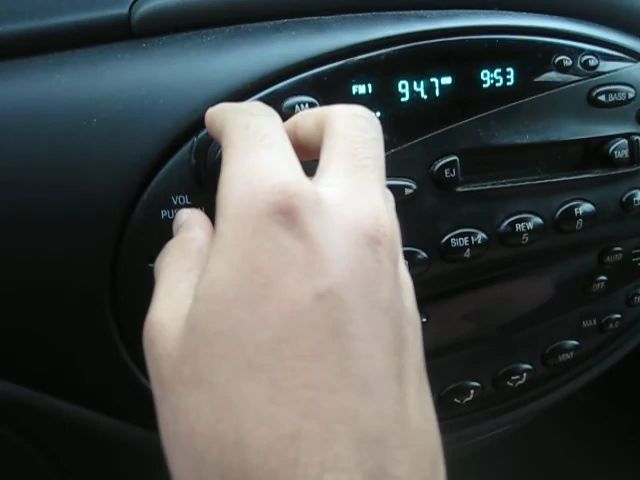 AM
FM1 94.7 9:53
BASS
VOL
EJ
TAPE
SIDE 1-2
4
REW
5
FF
6
AUTO
OFF
MAX A/C
VENT